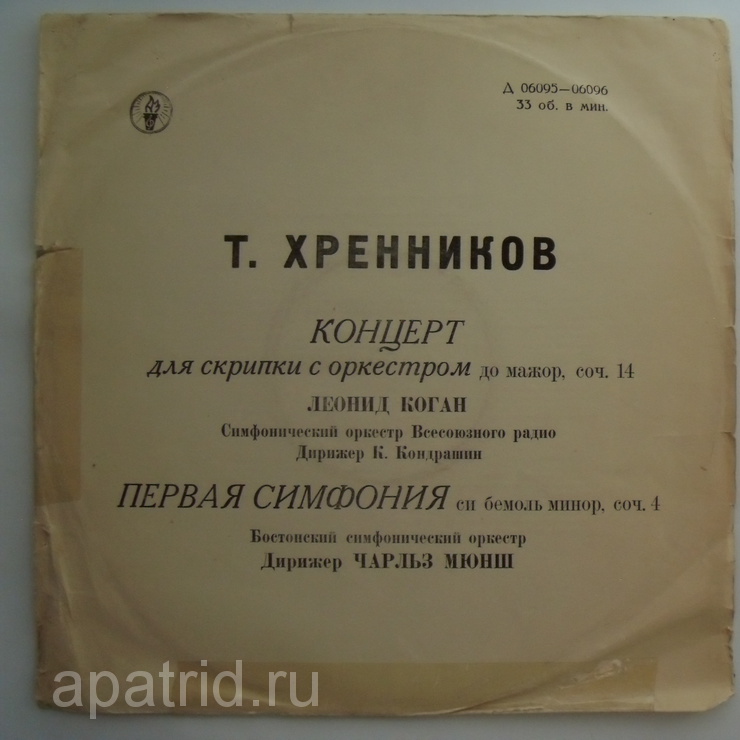 Д 06095—06096
33 об. в мин.
Т. ХРЕННИКОВ
КОНЦЕРТ
для скрипки с оркестром до мажор, соч. 14
ЛЕОНИД КОГАН
Симфонический оркестр Всесоюзного радио
Дирижер К. Кондрашин
ПЕРВАЯ СИМФОНИЯ си бемоль минор, соч. 4
Бостонский симфонический оркестр
Дирижер ЧАРЛЬЗ МЮНШ
apatrid.ru